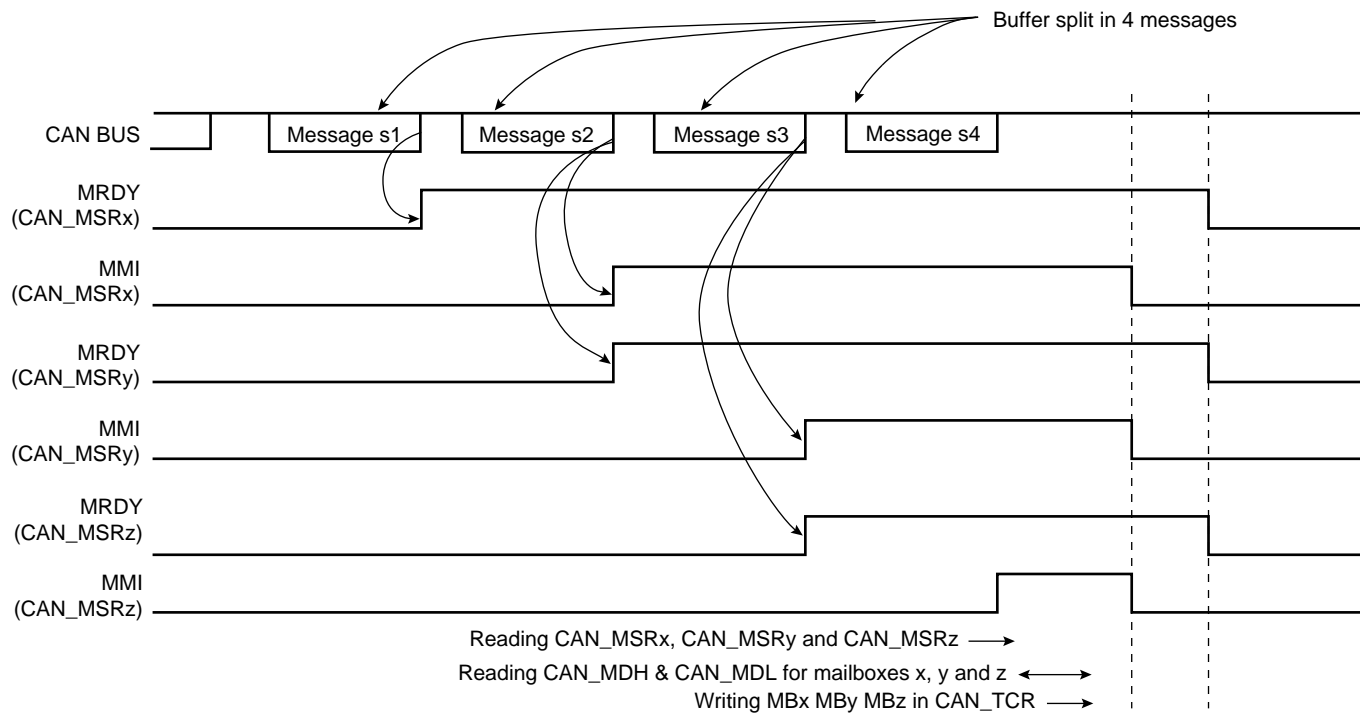 Buffer split in 4 messages
CAN BUS
Message s1
Message s2
Message s3
Message s4
MRDY
(CAN_MSRx)
MMI
(CAN_MSRx)
MRDY
(CAN_MSRy)
MMI
(CAN_MSRy)
MRDY
(CAN_MSRz)
MMI
(CAN_MSRz)
Reading CAN_MSRx, CAN_MSRy and CAN_MSRz
Reading CAN_MDH & CAN_MDL for mailboxes x, y and z
Writing MBx MBy MBz in CAN_TCR